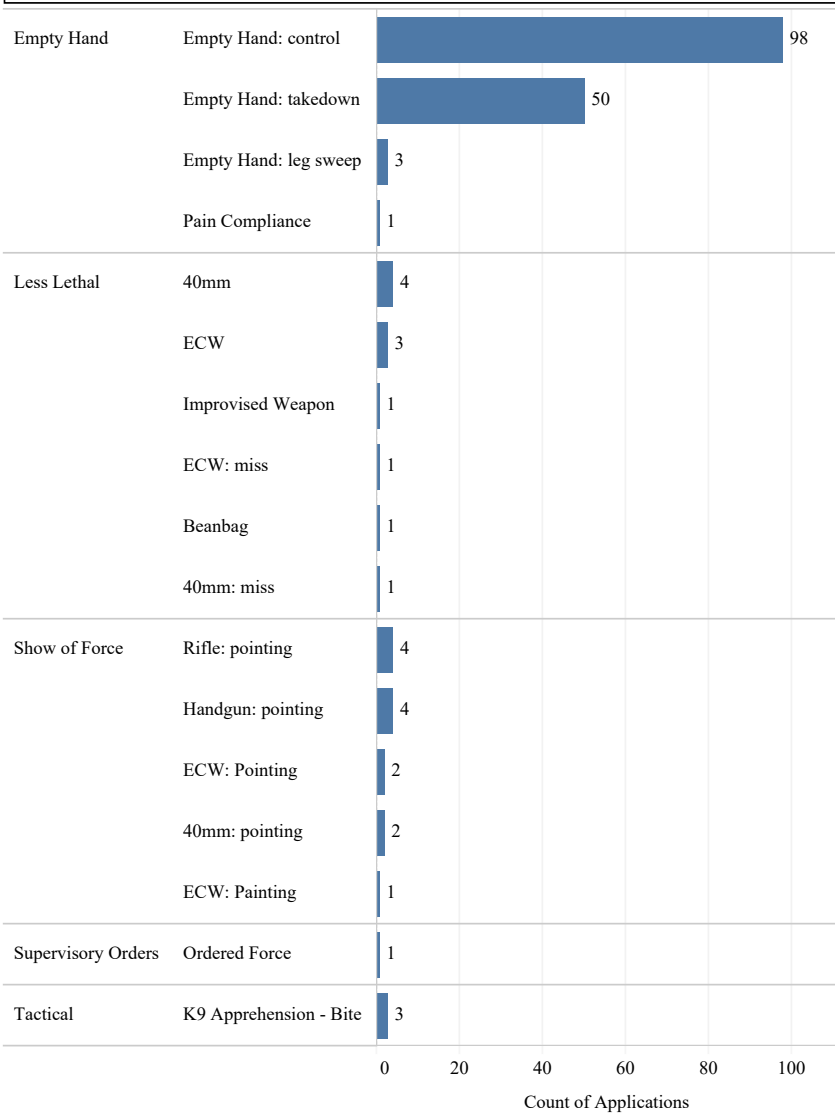 Empty Hand Empty Hand: control 98
Empty Hand: takedown 50
Empty Hand: leg sweep 3
Pain Compliance 1
Less Lethal 40mm 4
ECW 3
Improvised Weapon 1
ECW: miss 1
Beanbag 1
40mm: miss 1
Show of Force Rifle: pointing 4
Handgun: pointing 4
ECW: Pointing 2
40mm: pointing 2
ECW: Painting 1
Supervisory Orders Ordered Force 1
Tactical K9 Apprehension - Bite 3
0 20 40 60 80 100
Count of Applications